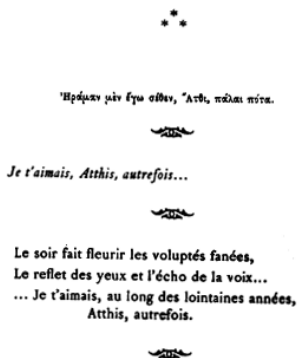 * * *
Ἠράμαν μὲν ἔγω σέθεν, Ἄτθι, πάλαι πότα.
Je t'aimais, Atthis, autrefois...
Le soir fait fleurir les voluptés fanées,
Le reflet des yeux et l'écho de la voix...
... Je t'aimais, au long des lointaines années,
Atthis, autrefois.